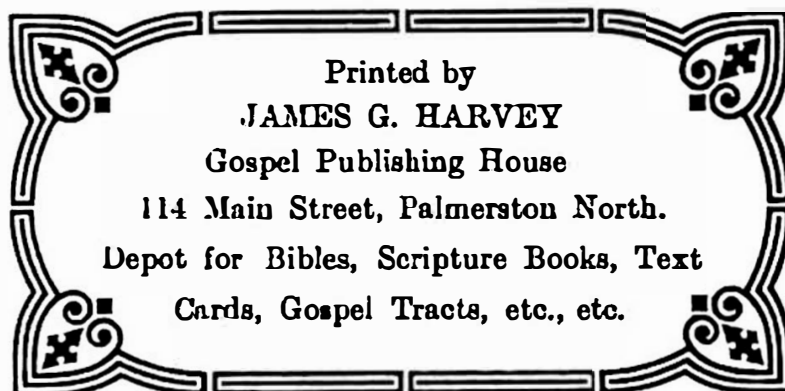 Printed by
JAMES G. HARVEY
Gospel Publishing House
114 Main Street, Palmerston North.
Depot for Bibles, Scripture Books, Text
Cards, Gospel Tracts, etc., etc.